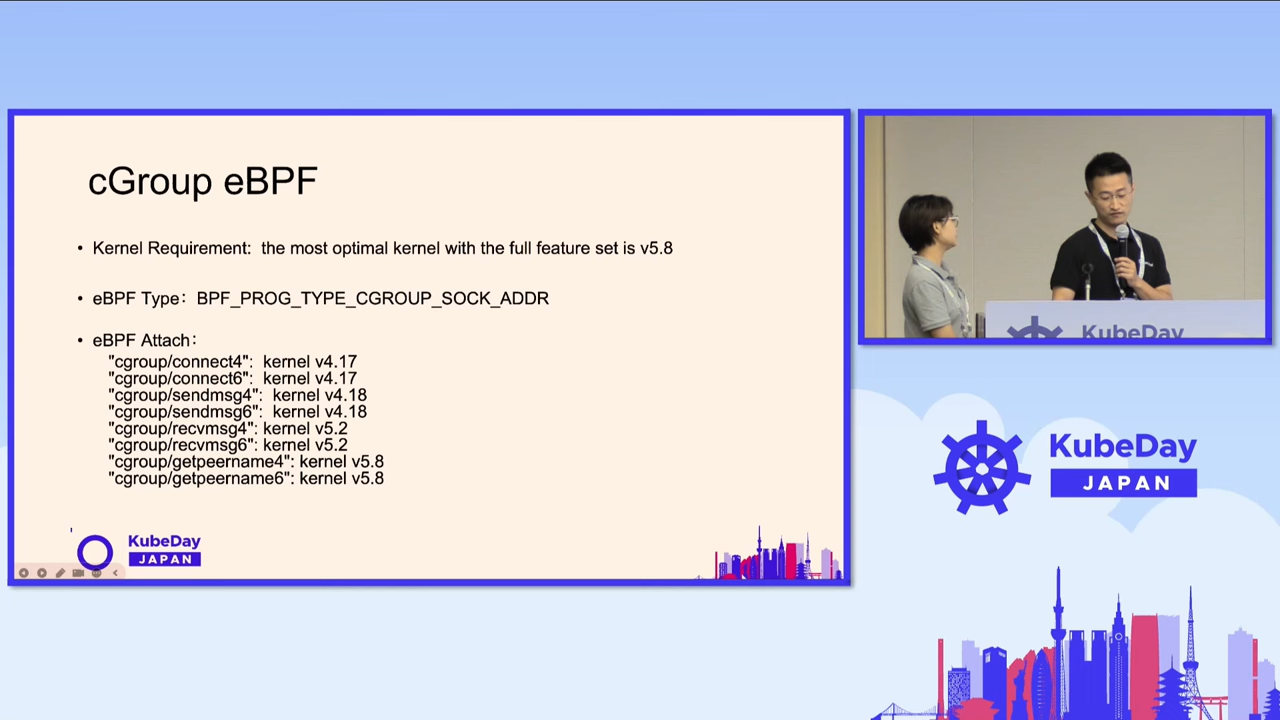 cGroup eBPF
• Kernel Requirement: the most optimal kernel with the full feature set is v5.8
• eBPF Type：BPF_PROG_TYPE_CGROUP_SOCK_ADDR
• eBPF Attach：
"cgroup/connect4": kernel v4.17
"cgroup/connect6": kernel v4.17
"cgroup/sendmsg4": kernel v4.18
"cgroup/sendmsg6": kernel v4.18
"cgroup/recvmsg4": kernel v5.2
"cgroup/recvmsg6": kernel v5.2
"cgroup/getpeername4": kernel v5.8
"cgroup/getpeername6": kernel v5.8
KubeDay
JAPAN
KubeDay
KubeDay
JAPAN